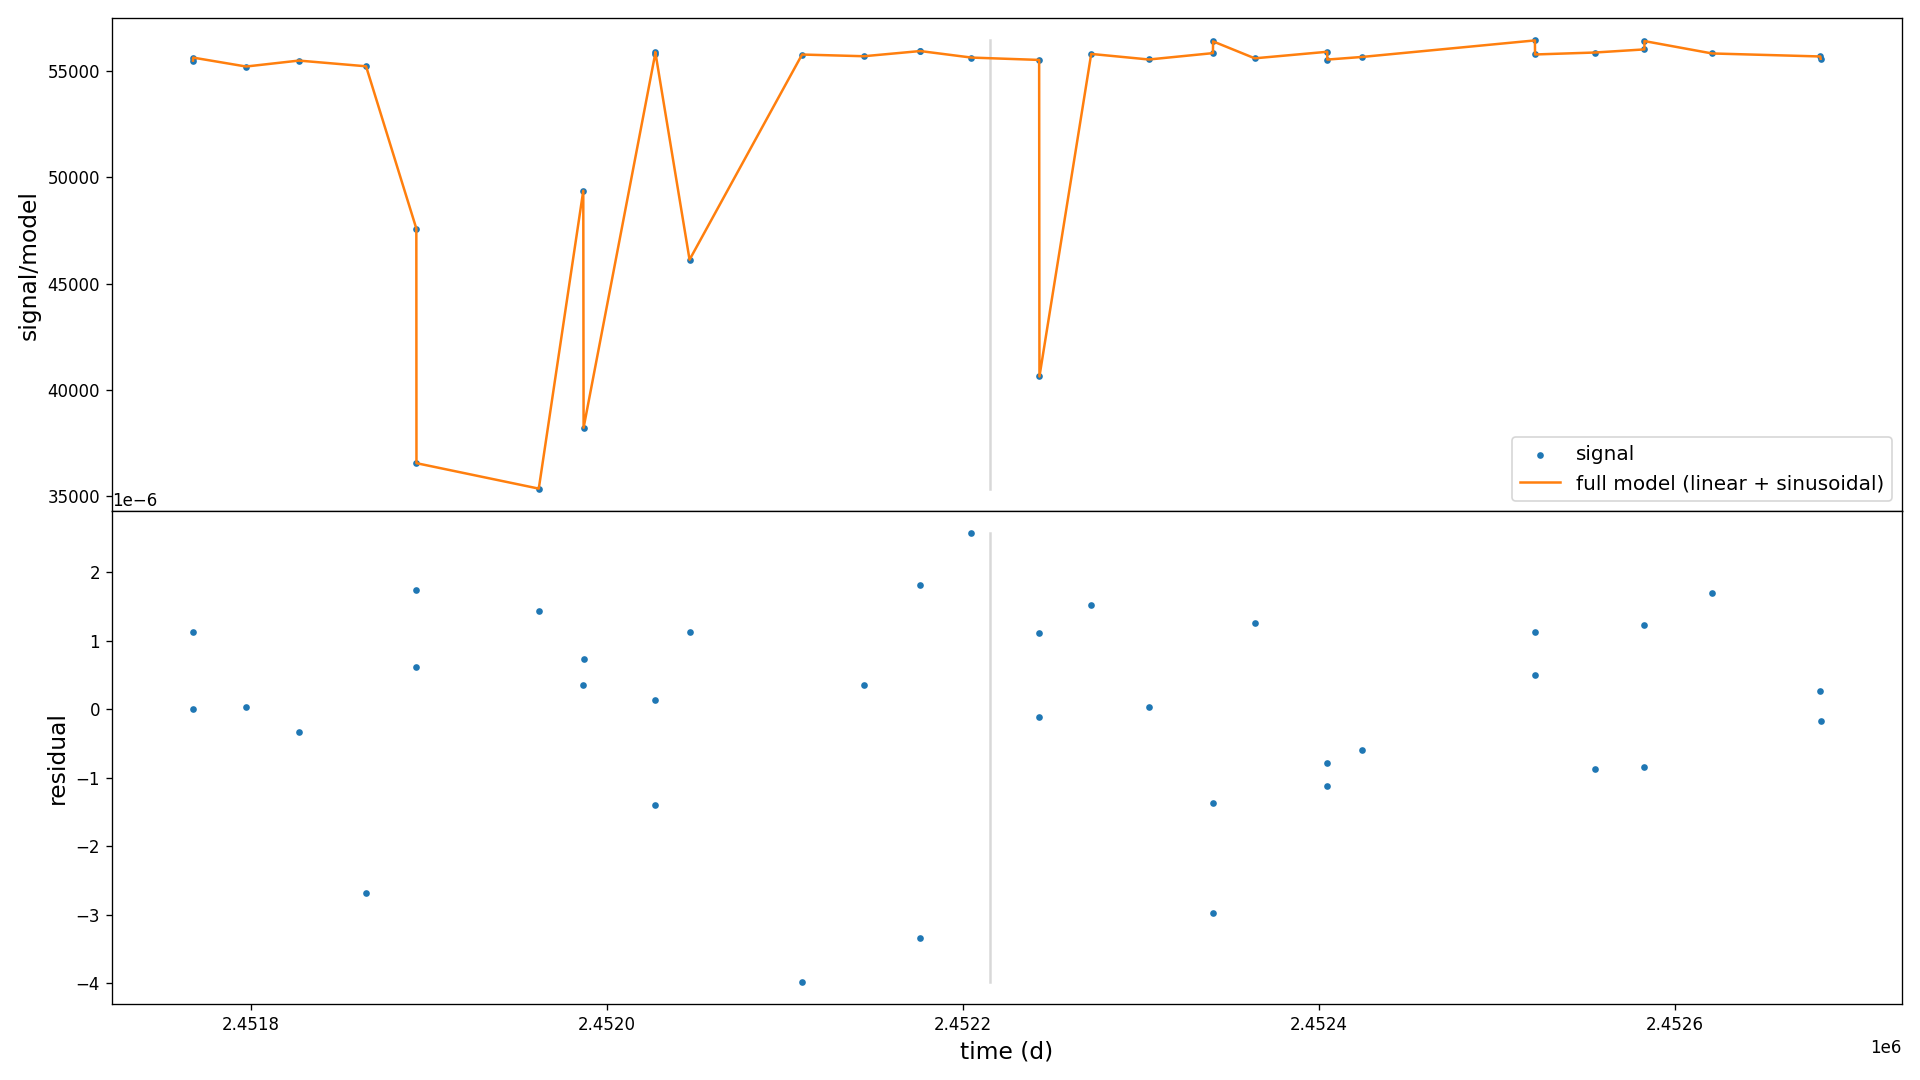 55000
50000
45000
40000
35000
signal/model
signal
full model (linear + sinusoidal)
1e−6
2
1
0
−1
−2
−3
−4
residual
2.4518
2.4520
2.4522
2.4524
2.4526
time (d)
1e6